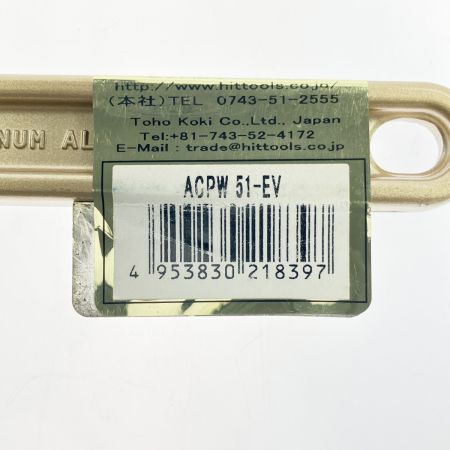 http://www.hittools.co.jp/
(本社)TEL 0743-51-2555
Toho Koki Co.,Ltd., Japan
Tel:+81-743-52-4172
E-Mail : trade@hittools.co.jp
NUM AL
ACPW 51-EV
4 953830 218397